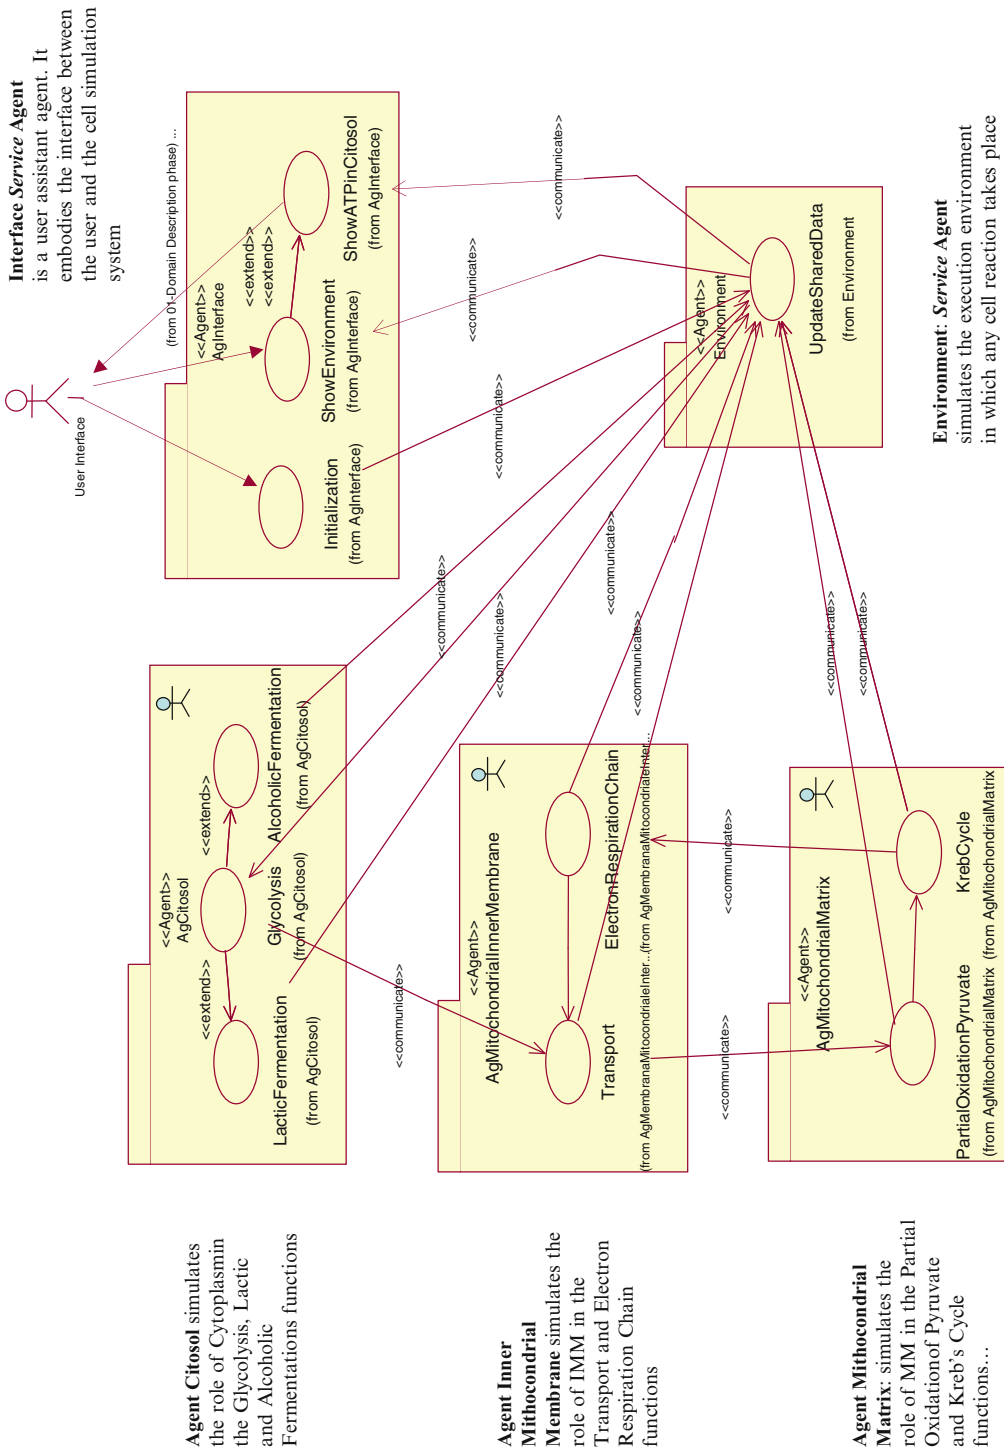 Agent Citosol simulates
the role of Cytoplasmin
the Glycolysis, Lactic
and Alcoholic
Fermentations functions
Agent Inner
Mithocondrial
Membrane simulates the
role of IMM in the
Transport and Electron
Respiration Chain
functions
Agent Mithocondrial
Matrix: simulates the
role of MM in the Partial
Oxidationof Pyruvate
and Kreb's Cycle
functions...
<<Agent>>
AgCitosol
<<extend>>
<<extend>>
LacticFermentation
(from AgCitosol)
Glycolysis
(from AgCitosol)
AlcoholicFermentation
(from AgCitosol)
<<communicate>>
<<Agent>>
AgMitochondrialInnerMembrane
Transport
(from AgMembranaMitocondrialeInter...
ElectronRespirationChain
(from AgMembranaMitocondrialeInter...
<<communicate>>
<<communicate>>
<<Agent>>
AgMitochondrialMatrix
PartialOxidationPyruvate
(from AgMitochondrialMatrix
KrebCycle
(from AgMitochondrialMatrix)
<<communicate>>
<<communicate>>
<<communicate>>
<<communicate>>
<<communicate>>
<<communicate>>
<<communicate>>
<<communicate>>
<<communicate>>
<<communicate>>
User Interface
(from 01-Domain Description phase) ...
<<Agent>>
AgInterface
<<extend>>
<<extend>>
Initialization
(from AgInterface)
ShowEnvironment
(from AgInterface)
ShowATPinCitosol
(from AgInterface)
<<Agent>>
Environment
UpdateSharedData
(from Environment)
Interface Service Agent
is a user assistant agent. It
embodies the interface between
the user and the cell simulation
system
Environment: Service Agent
simulates the execution environment
in which any cell reaction takes place